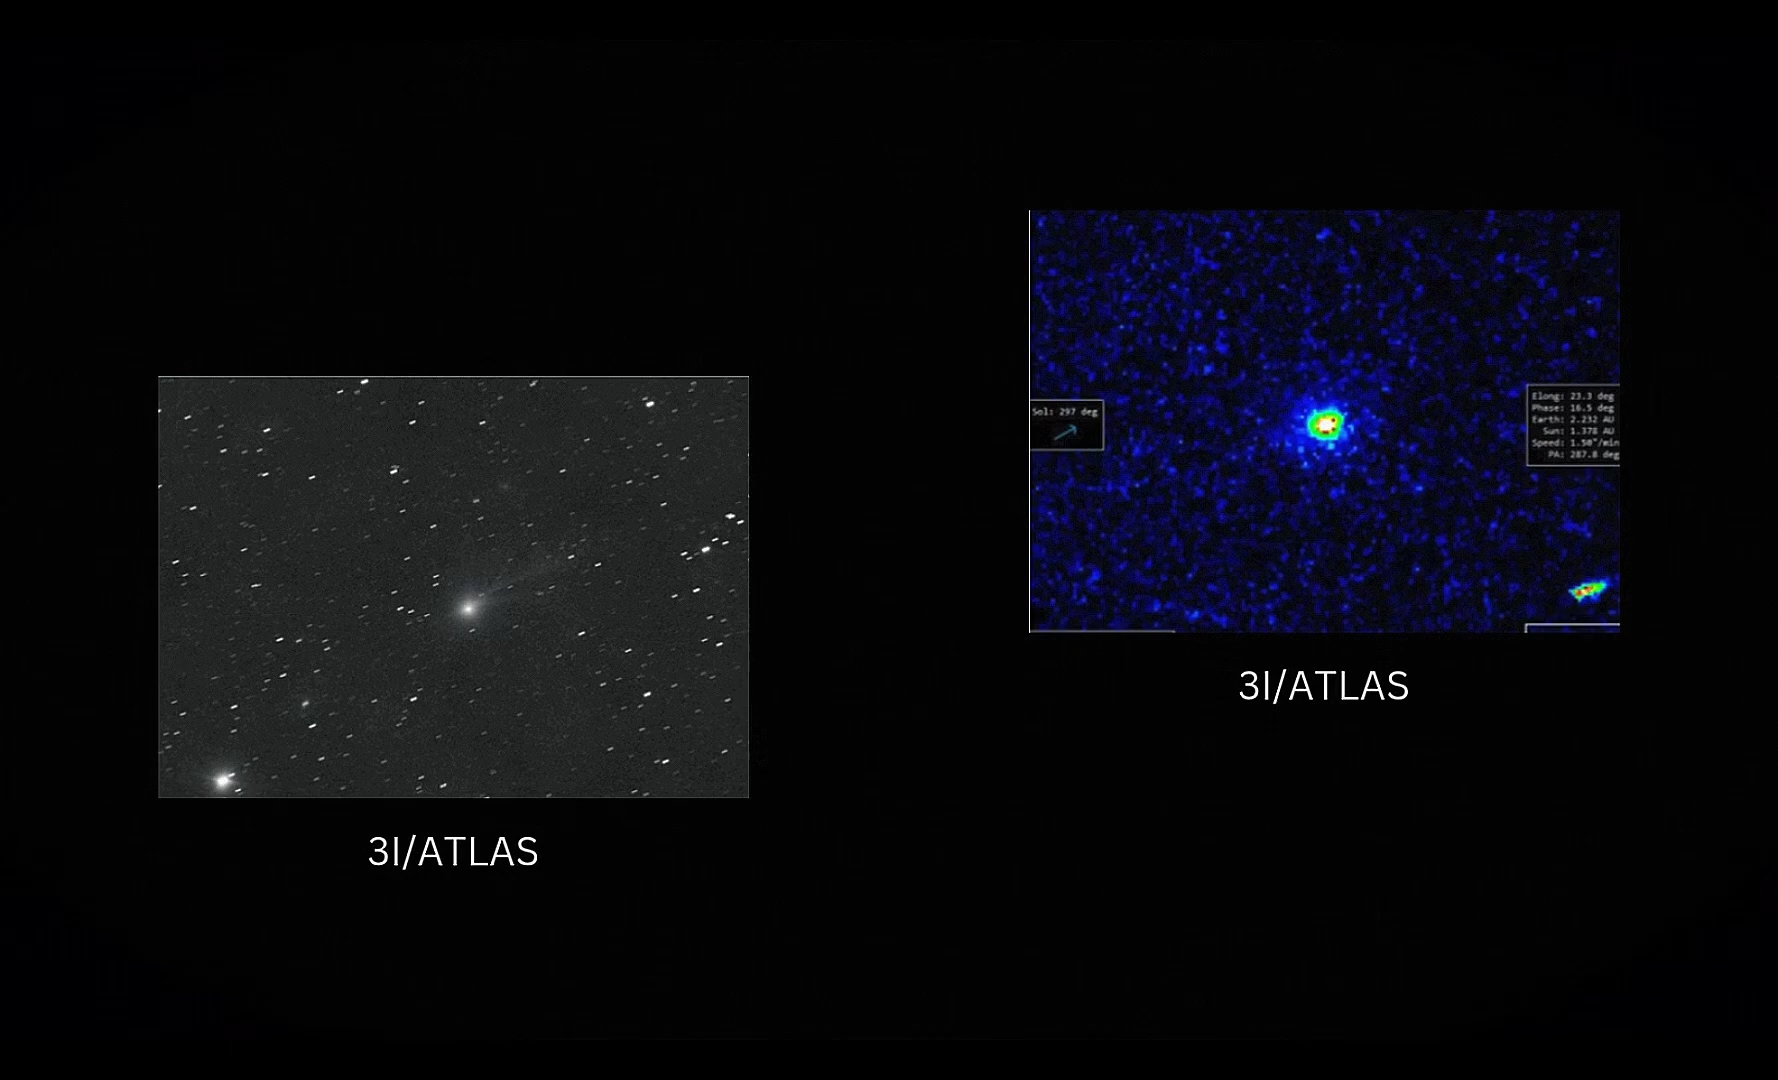 3I/ATLAS
Sol: 297 deg
Elong: 23.3 deg
Phase: 16.5 deg
Earth: 2.232 AU
Sun: 1.378 AU
Speed: 1.50"/min
PA: 287.8 deg
3I/ATLAS